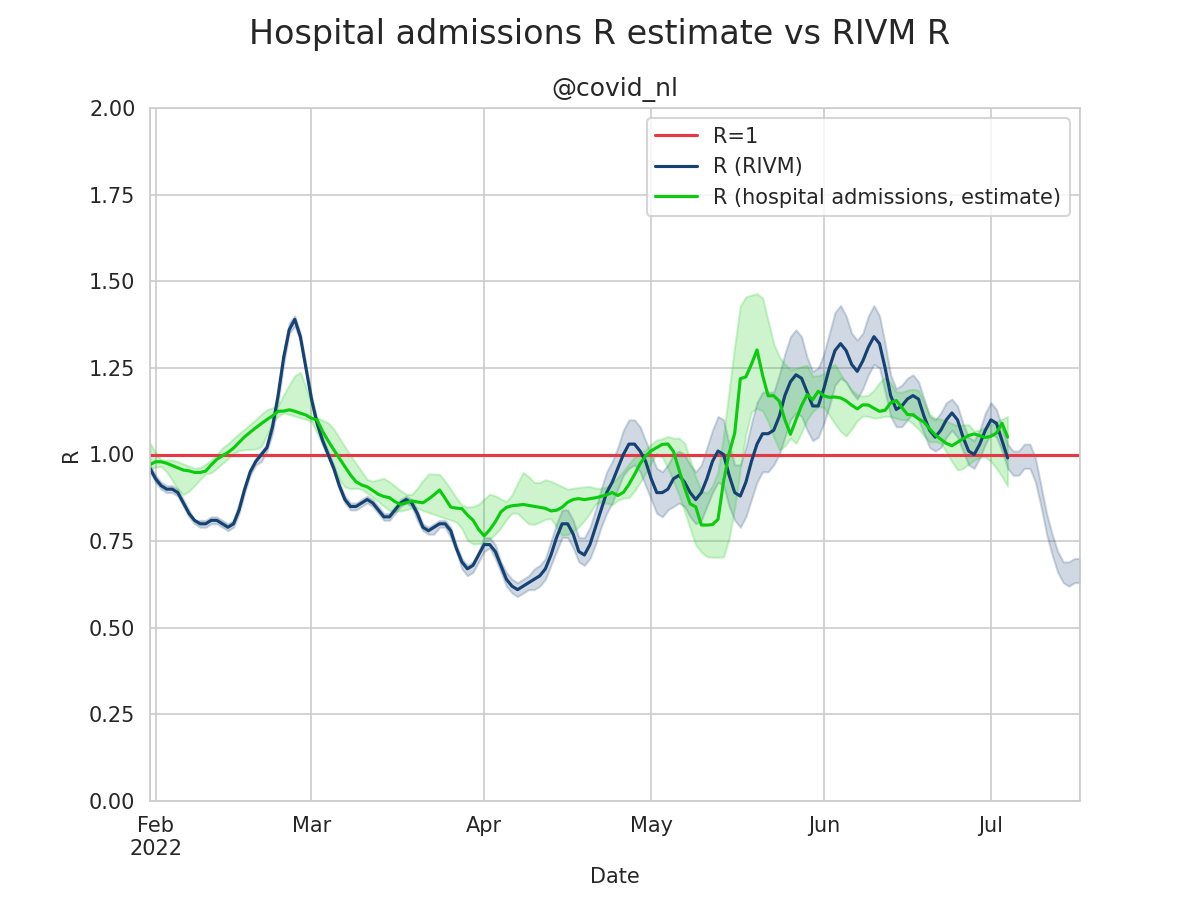 Hospital admissions R estimate vs RIVM R
@covid_nl
R=1
R (RIVM)
R (hospital admissions, estimate)
2.00
1.75
1.50
1.25
1.00
0.75
0.50
0.25
0.00
R
Feb Mar Apr May Jun Jul
2022
Date